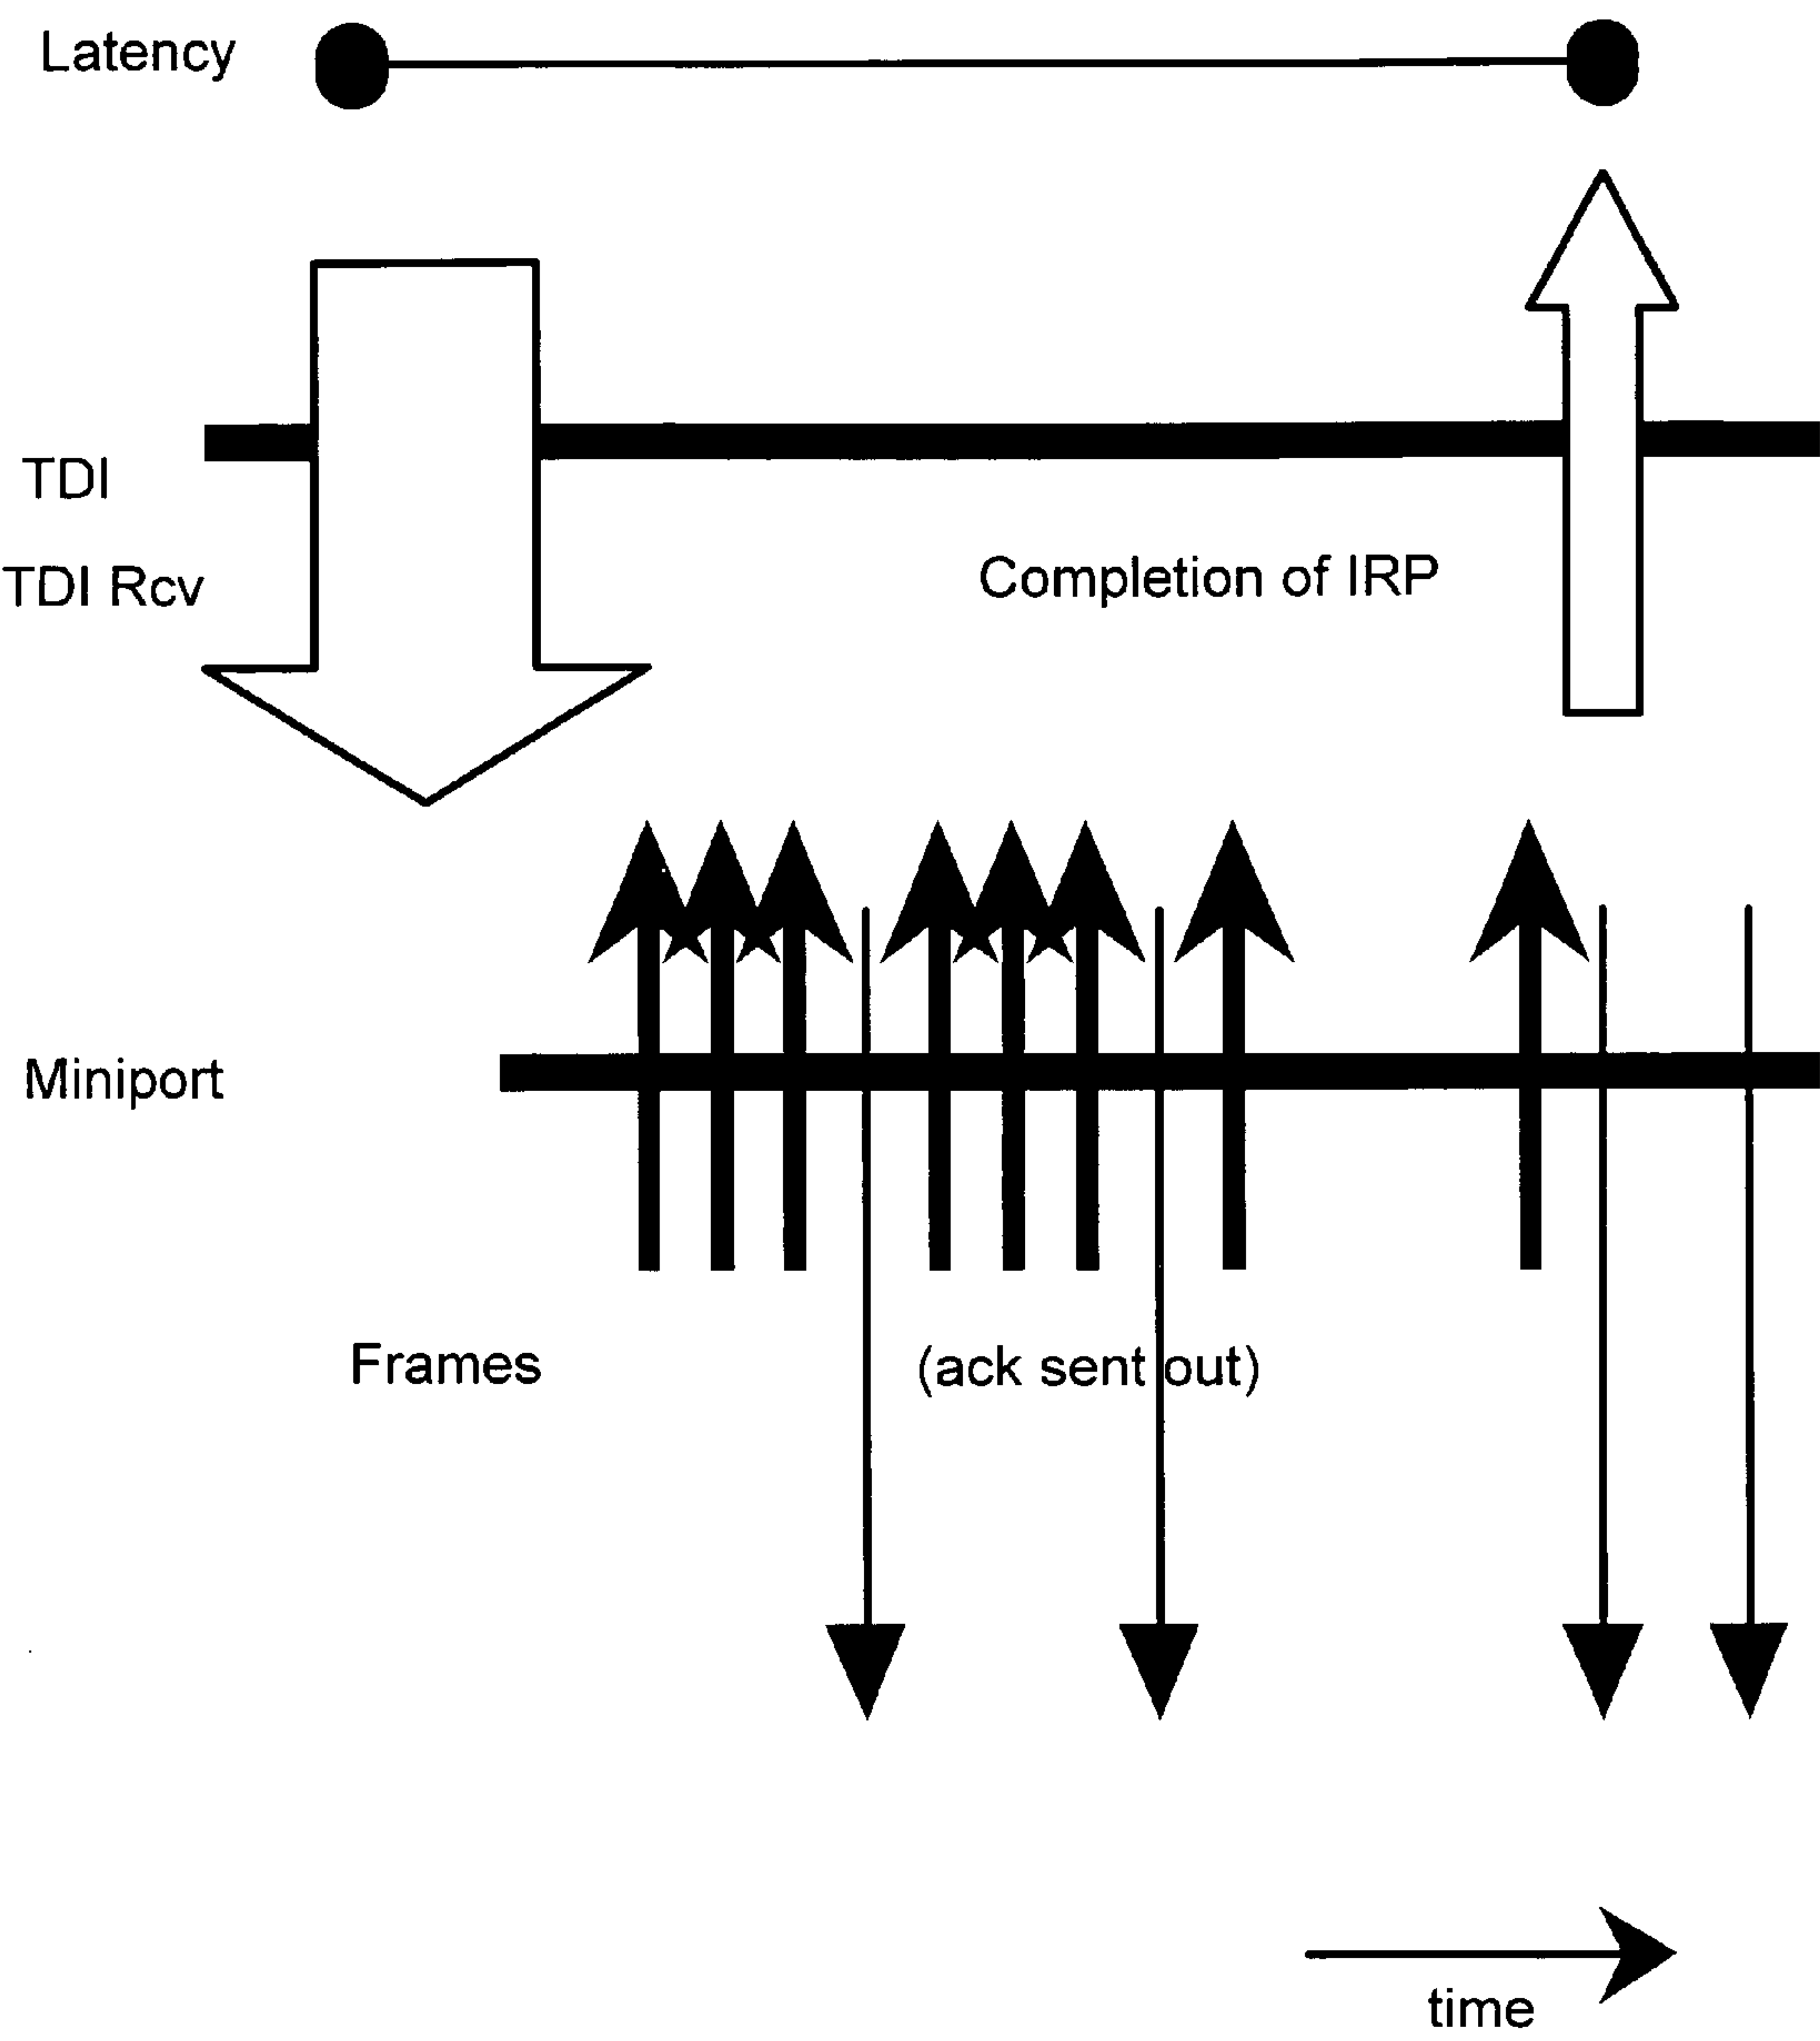 Latency
TDI
TDI Rcv
Completion of IRP
Miniport
Frames
(ack sent out)
time